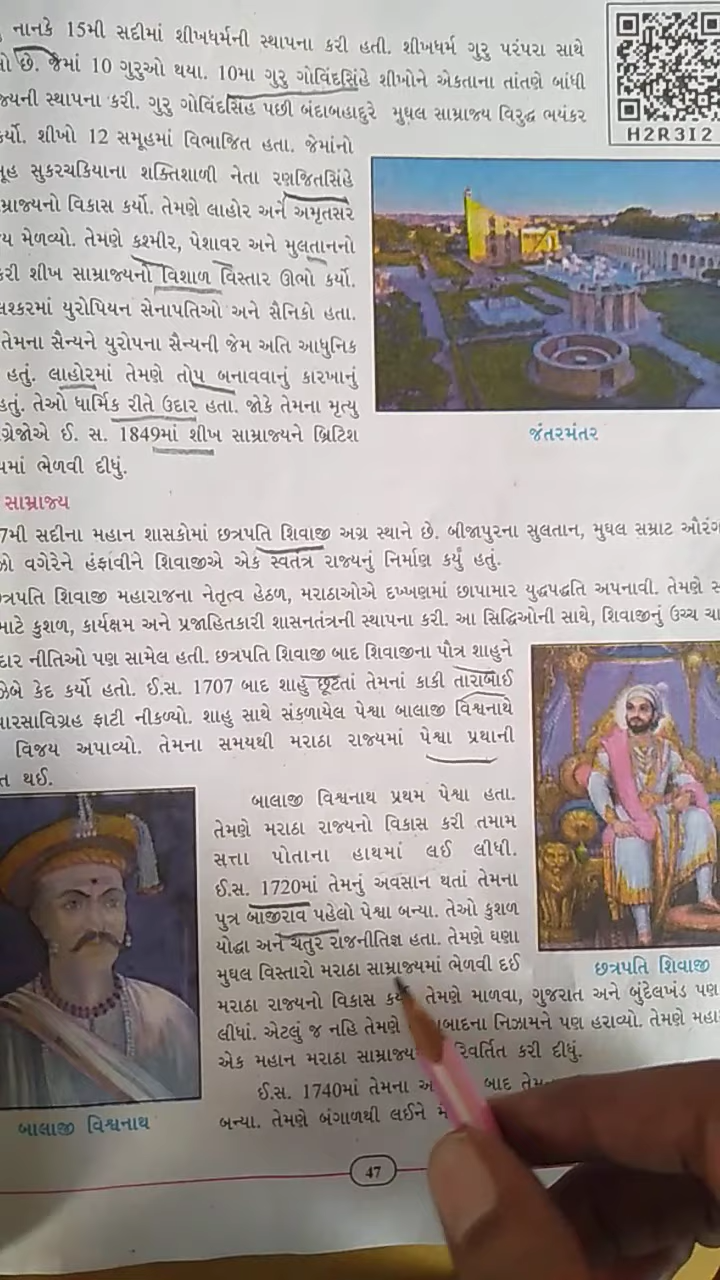 નાનકે 15મી સદીમાં શીખધર્મની સ્થાપના કરી હતી. શીખધર્મ ગુરુ પરંપરા સાથે
છે. જેમાં 10 ગુરુઓ થયા. 10મા ગુરુ ગોવિંદસિંહે શીખોને એકતાના તાંતણે બાંધી
સ્થાપના કરી. ગુરુ ગોવિંદસિંહ પછી બંદાબહાદુરે મુઘલ સામ્રાજ્ય વિરુદ્ધ ભયંકર
કર્યો. શીખો 12 સમૂહમાં વિભાજિત હતા. જેમાંનો
H2R3I2
સુકરચકિયાના શક્તિશાળી નેતા રણજિતસિંહે
વિકાસ કર્યો. તેમણે લાહોર અને અમૃતસર
મેળવ્યો. તેમણે કશ્મીર, પેશાવર અને મુલતાનનો
કરી શીખ સામ્રાજ્યનો વિશાળ વિસ્તાર ઊભો કર્યો.
લશ્કરમાં યુરોપિયન સેનાપતિઓ અને સૈનિકો હતા.
તેમના સૈન્યને યુરોપના સૈન્યની જેમ અતિ આધુનિક
હતું. લાહોરમાં તેમણે તોપ બનાવવાનું કારખાનું
હતું. તેઓ ધાર્મિક રીતે ઉદાર હતા. જોકે તેમના મૃત્યુ
ઈ. સ. 1849માં શીખ સામ્રાજ્યને બ્રિટિશ
ભેળવી દીધું.
જંતરમંતર
સામ્રાજ્ય
7મી સદીના મહાન શાસકોમાં છત્રપતિ શિવાજી અગ્ર સ્થાને છે. બીજાપુરના સુલતાન, મુઘલ સમ્રાટ
વગેરેને હંફાવીને શિવાજીએ એક સ્વતંત્ર રાજ્યનું નિર્માણ કર્યું હતું.
શિવાજી મહારાજના નેતૃત્વ હેઠળ, મરાઠાઓએ દખ્ખણમાં છાપામાર યુદ્ધપદ્ધતિ અપનાવી. તેમણે
માટે કુશળ, કાર્યક્ષમ અને પ્રજાહિતકારી શાસનતંત્રની સ્થાપના કરી. આ સિદ્ધિઓની સાથે, શિવાજીનું ઉચ્ચ
નીતિઓ પણ સામેલ હતી. છત્રપતિ શિવાજી બાદ શિવાજીના પૌત્ર શાહુને
કેદ કર્યો હતો. ઈ.સ. 1707 બાદ શાહુ છૂટતાં તેમનાં કાકી તારાબાઈ
ફાટી નીકળ્યો. શાહુ સાથે સંકળાયેલ પેશ્વા બાલાજી વિશ્વનાથે
વિજય અપાવ્યો. તેમના સમયથી મરાઠા રાજ્યમાં પેશ્વા પ્રથાની
થઈ.
બાલાજી વિશ્વનાથ પ્રથમ પેશ્વા હતા.
તેમણે મરાઠા રાજ્યનો વિકાસ કરી તમામ
સત્તા પોતાના હાથમાં લઈ લીધી.
ઈ.સ. 1720માં તેમનું અવસાન થતાં તેમના
પુત્ર બાજીરાવ પહેલો પેશ્વા બન્યા. તેઓ કુશળ
યોદ્ધા અને ચતુર રાજનીતિજ્ઞ હતા. તેમણે ઘણા
મુઘલ વિસ્તારો મરાઠા સામ્રાજ્યમાં ભેળવી દઈ
છત્રપતિ શિવાજી
મરાઠા રાજ્યનો વિકાસ તેમણે માળવા, ગુજરાત અને બુંદેલખંડ પણ
લીધાં. એટલું જ નહિ તેમણે નિઝામને પણ હરાવ્યો. તેમણે
એક મહાન મરાઠા કરી દીધું.
ઈ.સ. 1740માં તેમના બાદ
બન્યા. તેમણે બંગાળથી લઈને
બાલાજી વિશ્વનાથ
47